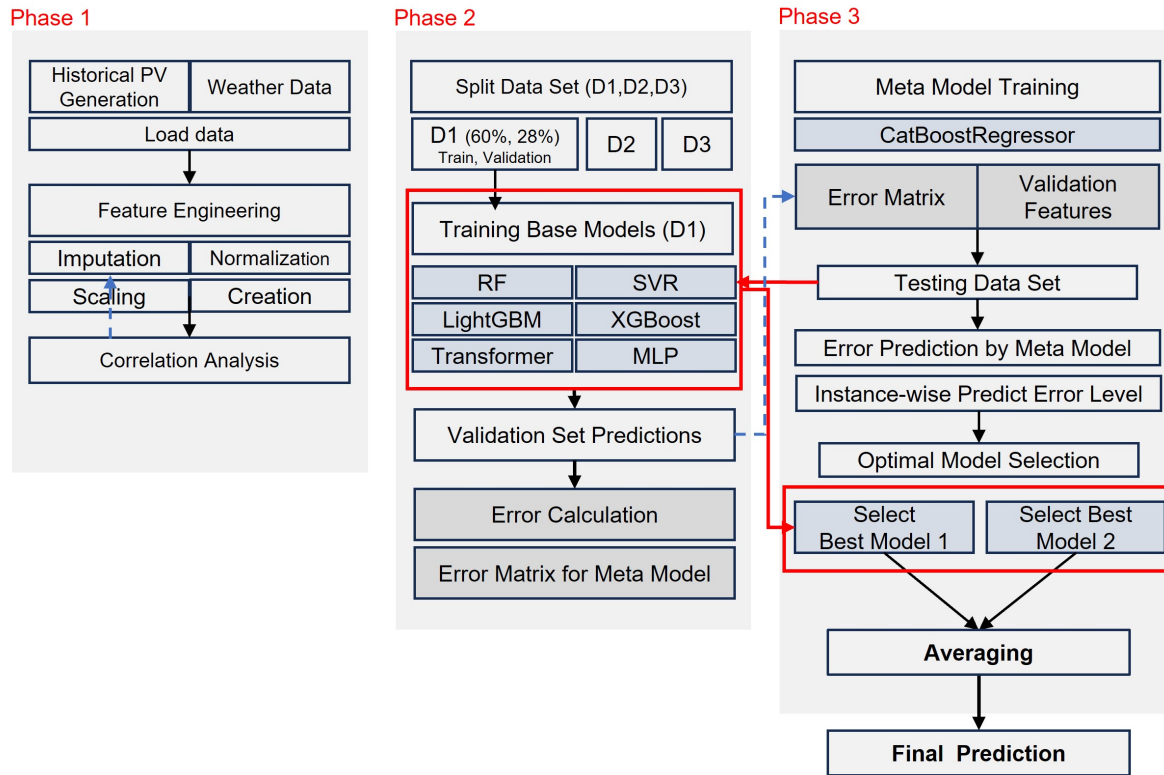 Phase 1
Historical PV
Generation
Weather Data
Load data
Feature Engineering
Imputation
Normalization
Scaling
Creation
Correlation Analysis
Phase 2
Split Data Set (D1,D2,D3)
D1 (60%, 28%)
Train, Validation
D2
D3
Training Base Models (D1)
RF
SVR
LightGBM
XGBoost
Transformer
MLP
Validation Set Predictions
Error Calculation
Error Matrix for Meta Model
Phase 3
Meta Model Training
CatBoostRegressor
Error Matrix
Validation
Features
Testing Data Set
Error Prediction by Meta Model
Instance-wise Predict Error Level
Optimal Model Selection
Select
Best Model 1
Select Best
Model 2
Averaging
Final Prediction